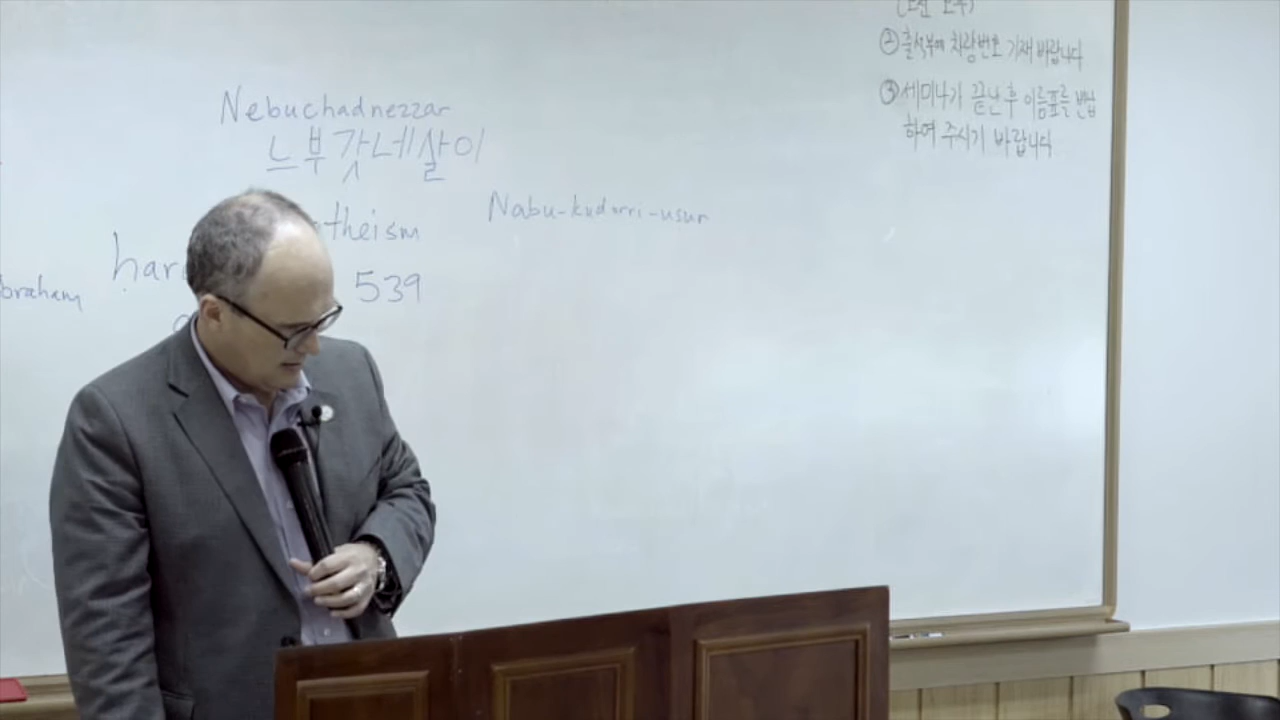 ② 출석부에 차량번호 기재 바랍니다
③ 세미나가 끝난 후 이름표를 반납
하여 주시기 바랍니다
Nebuchadnezzar
느부갓네살이
Nabu-kudurri-usur
theism
539